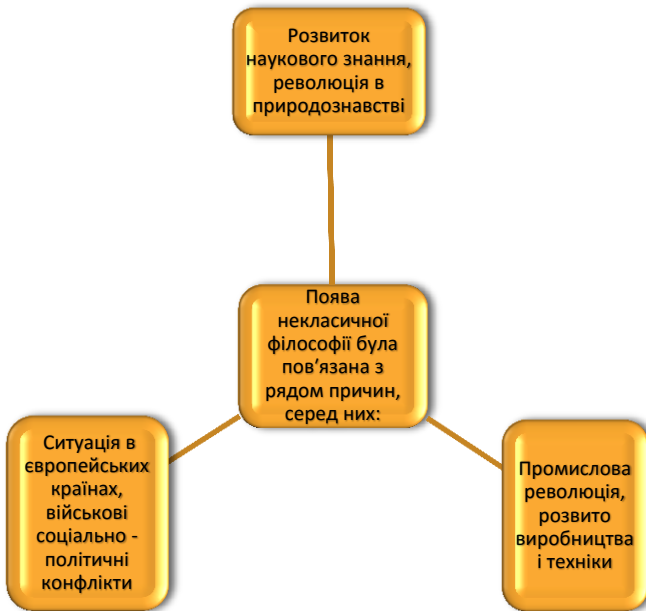 Розвиток
наукового знання,
революція в
природознавстві
Поява
некласичної
філософії була
пов’язана з
рядом причин,
серед них:
Ситуація в
європейських
країнах,
військові
соціально -
політичні
конфлікти
Промислова
революція,
розвито
виробництва
і техніки